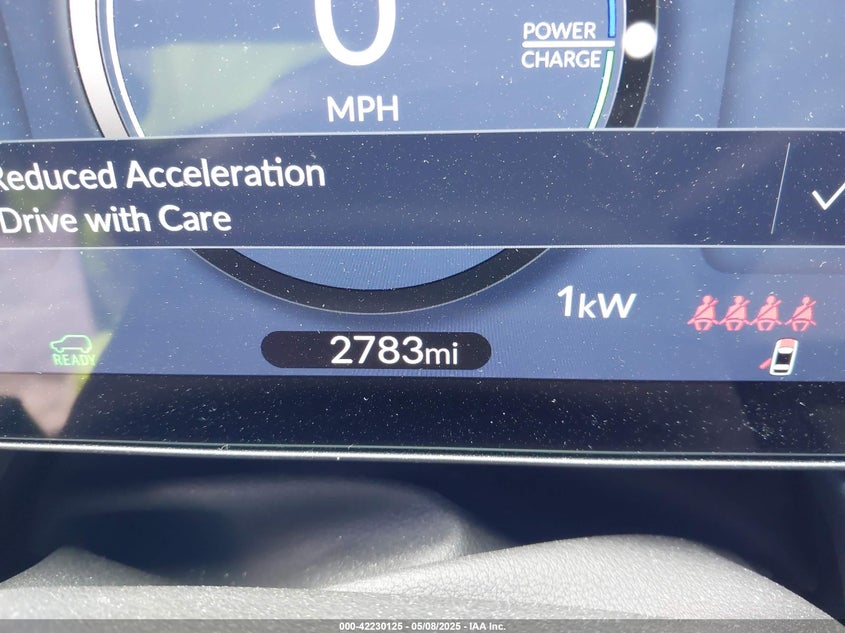 0
POWER
CHARGE
MPH
Reduced Acceleration
Drive with Care
1kW
READY
2783mi
000-42230125 - 05/08/2025 - IAA Inc.